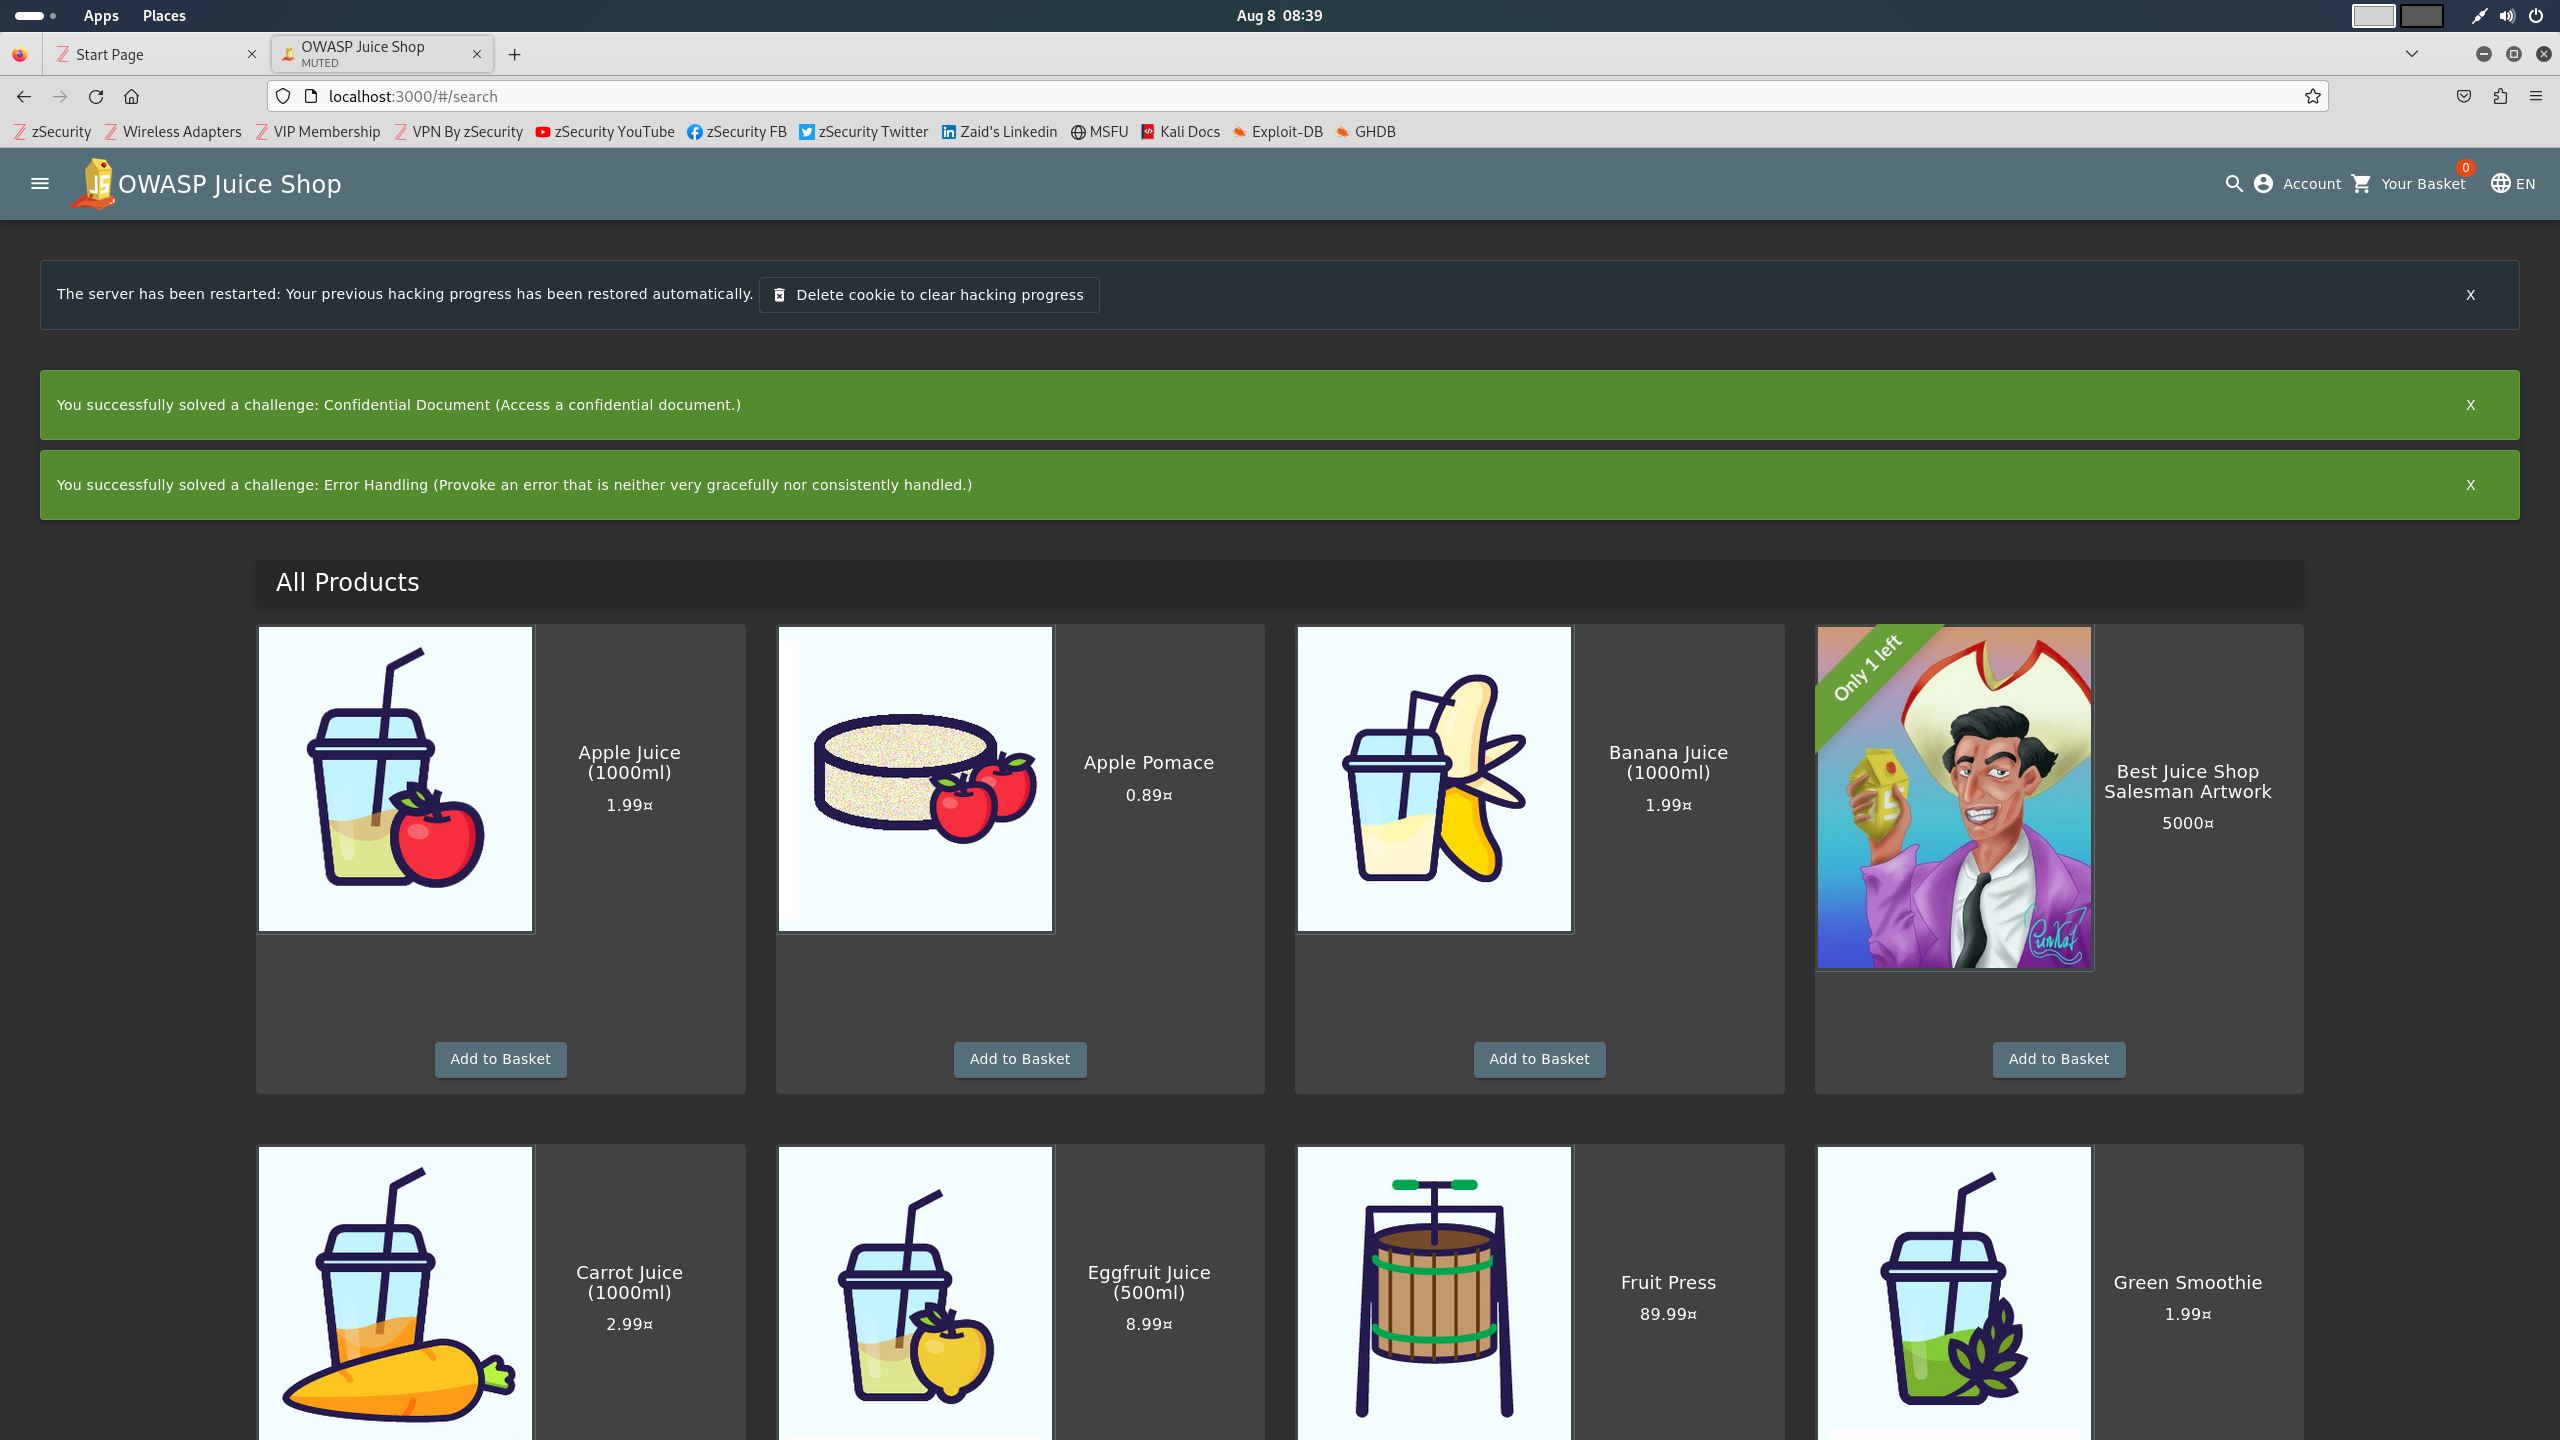 Apps Places Aug 8 08:39
Start Page OWASP Juice Shop
MUTED
localhost:3000/#/search
zSecurity Wireless Adapters VIP Membership VPN By zSecurity zSecurity YouTube zSecurity FB zSecurity Twitter Zaid's Linkedin MSFU Kali Docs Exploit-DB GHDB
OWASP Juice Shop Account Your Basket 0 EN
The server has been restarted: Your previous hacking progress has been restored automatically. Delete cookie to clear hacking progress X
You successfully solved a challenge: Confidential Document (Access a confidential document.) X
You successfully solved a challenge: Error Handling (Provoke an error that is neither very gracefully nor consistently handled.) X
All Products
Apple Juice
(1000ml)
1.99¤
Add to Basket
Apple Pomace
0.89¤
Add to Basket
Banana Juice
(1000ml)
1.99¤
Add to Basket
Only 1 left
Best Juice Shop
Salesman Artwork
5000¤
Add to Basket
Carrot Juice
(1000ml)
2.99¤
Eggfruit Juice
(500ml)
8.99¤
Fruit Press
89.99¤
Green Smoothie
1.99¤